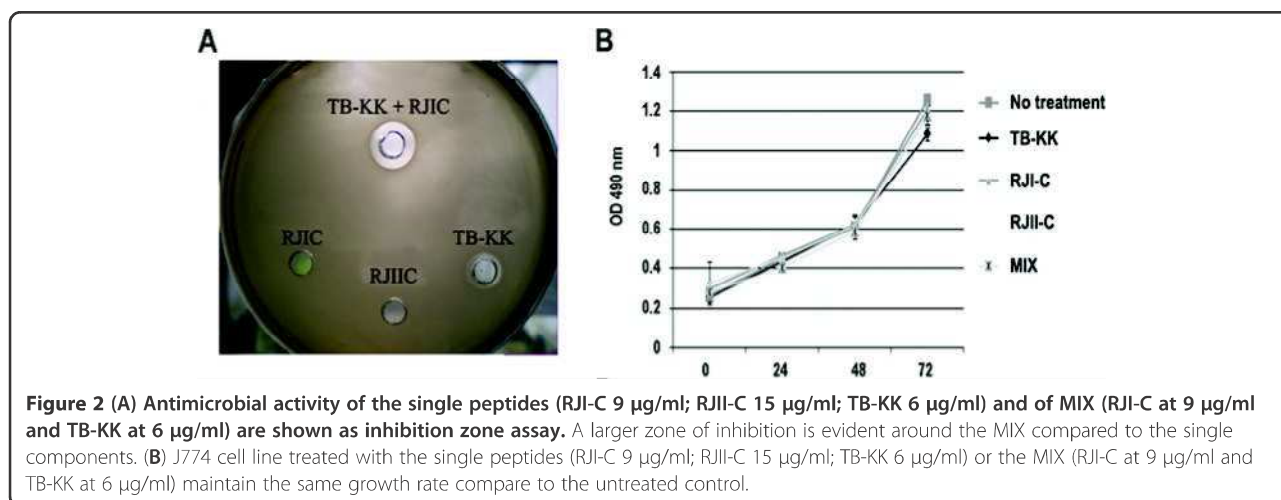 A
TB-KK + RJIC
RJIC
TB-KK
RJIIC
B
1.4
1.2
1
0.8
0.6
0.4
0.2
0
OD 490 nm
0 24 48 72
No treatment
TB-KK
RJI-C
RJII-C
MIX
Figure 2 (A) Antimicrobial activity of the single peptides (RJI-C 9 μg/ml; RJII-C 15 μg/ml; TB-KK 6 μg/ml) and of MIX (RJI-C at 9 μg/ml
and TB-KK at 6 μg/ml) are shown as inhibition zone assay. A larger zone of inhibition is evident around the MIX compared to the single
components. (B) J774 cell line treated with the single peptides (RJI-C 9 μg/ml; RJII-C 15 μg/ml; TB-KK 6 μg/ml) or the MIX (RJI-C at 9 μg/ml and
TB-KK at 6 μg/ml) maintain the same growth rate compare to the untreated control.